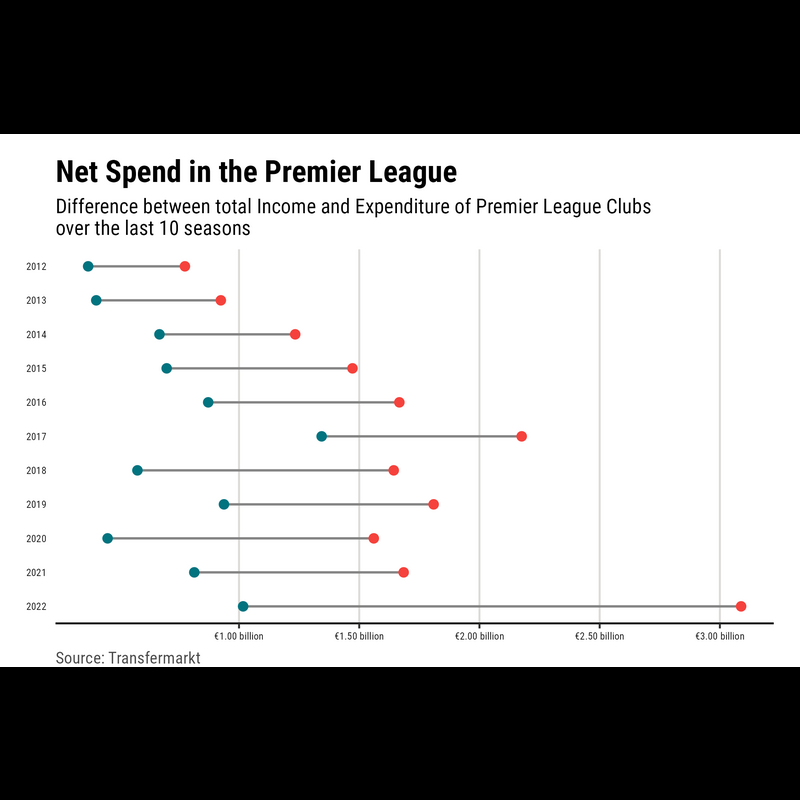 Net Spend in the Premier League
Difference between total Income and Expenditure of Premier League Clubs
over the last 10 seasons
2012
2013
2014
2015
2016
2017
2018
2019
2020
2021
2022
€1.00 billion €1.50 billion €2.00 billion €2.50 billion €3.00 billion
Source: Transfermarkt